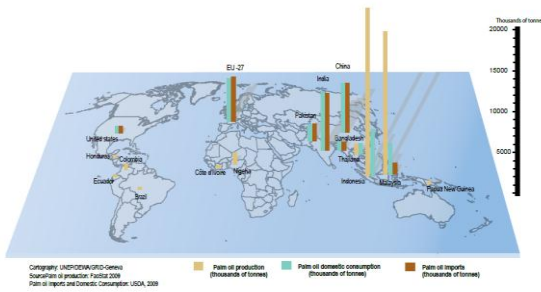 Thousands of tonnes
20000
15000
10000
5000
EU -27
China
India
Pakistan
Bangladesh
United states
Honduras
Colombia
Thailand
Ecuador
Côte d'Ivoire
Nigeria
Indonesia
Malaysia
Papua New Guinea
Brazil
Cartography: UNEP/DEWA/GRID-Geneva
SourcePalm oil production: FaoStat 2009
Palm oil Imports and Domestic Consumption: USDA, 2009
Palm oil production
(thousands of tonnes)
Palm oil domestic consumption
(thousands of tonnes)
Palm oil imports
(thousands of tonnes)